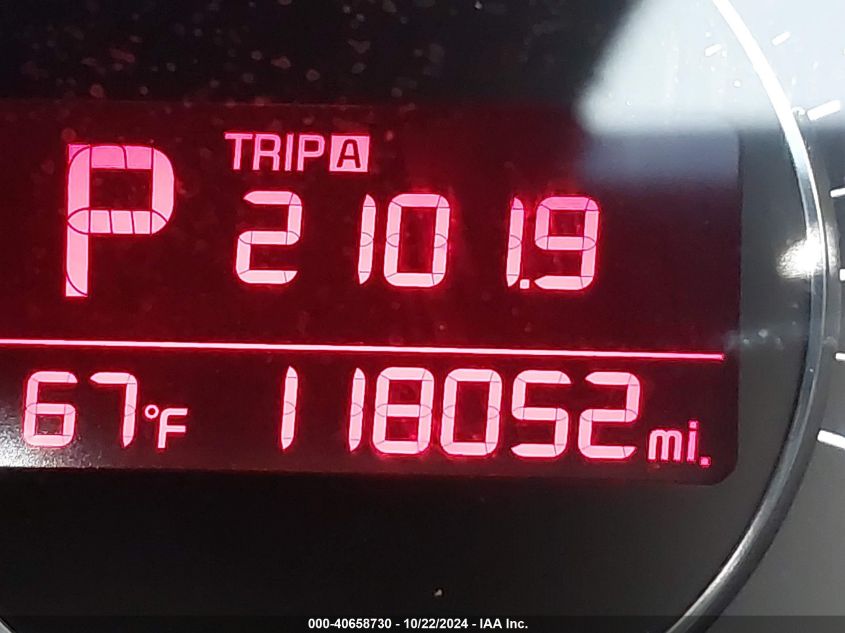 P TRIP A
2101.9
67°F 118052 mi.
000-40658730 - 10/22/2024 - IAA Inc.